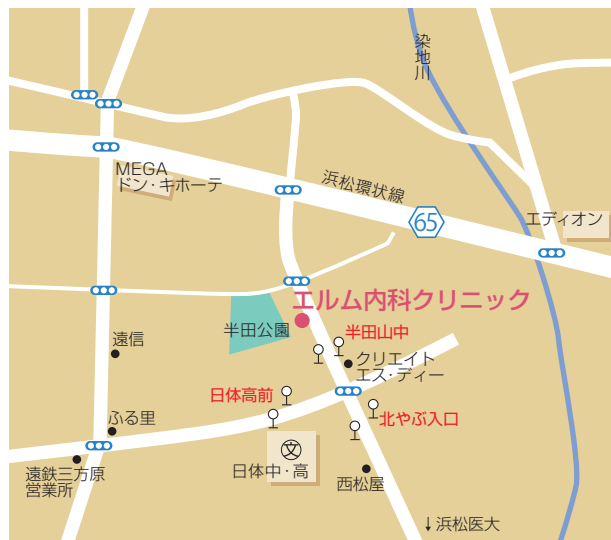 染地川
MEGA
ドン・キホーテ
浜松環状線
65
エディオン
エルム内科クリニック
半田公園
半田山中
遠信
クリエイト
エス・ディー
日体高前
北やぶ入口
ふる里
文
日体中・高
遠鉄三方原
営業所
西松屋
↓浜松医大